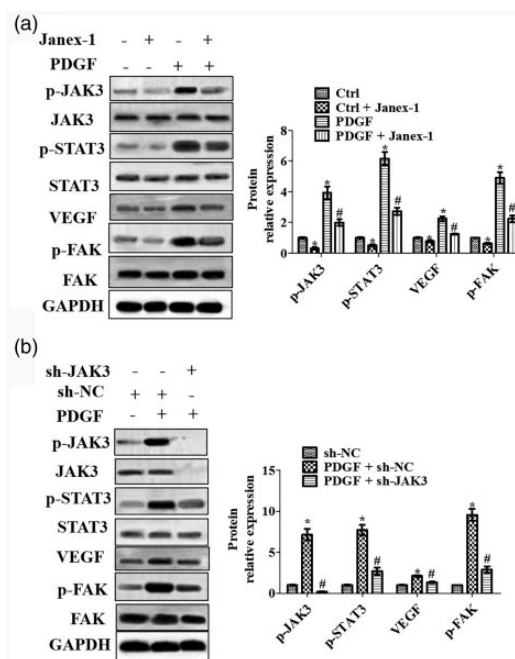 (a)
Janex-1 - + - +
PDGF - - + +
p-JAK3
JAK3
p-STAT3
STAT3
VEGF
p-FAK
FAK
GAPDH
Ctrl
Ctrl + Janex-1
PDGF
PDGF + Janex-1
Protein
relative expression
8
6
4
2
0
* * # * * # * * # * * #
p-JAK3 p-STAT3 VEGF p-FAK
(b)
sh-JAK3 - - +
sh-NC + + -
PDGF - + +
p-JAK3
JAK3
p-STAT3
STAT3
VEGF
p-FAK
FAK
GAPDH
sh-NC
PDGF + sh-NC
PDGF + sh-JAK3
Protein
relative expression
15
10
5
0
* # * # * # * #
p-JAK3 p-STAT3 VEGF p-FAK